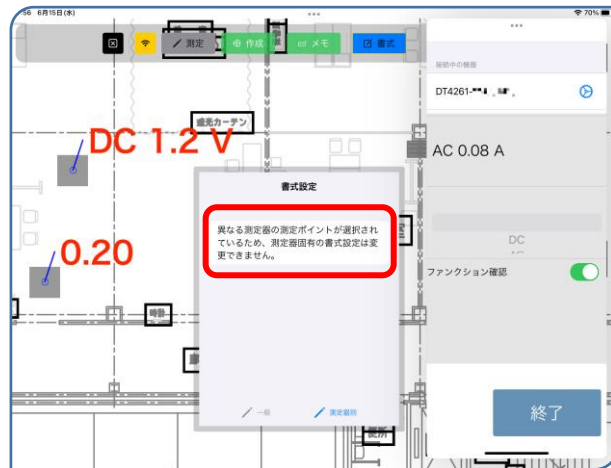 56 6月15日(水)
70%
測定
作成
メモ
書式
接続中の機器
DT4261-
遮光カーテン
DC 1.2 V
AC 0.08 A
書式設定
異なる測定器の測定ポイントが選択され
ているため、測定器固有の書式設定は変
更できません。
DC
0.20
ファンクション確認
時計
一般
測定器別
終了